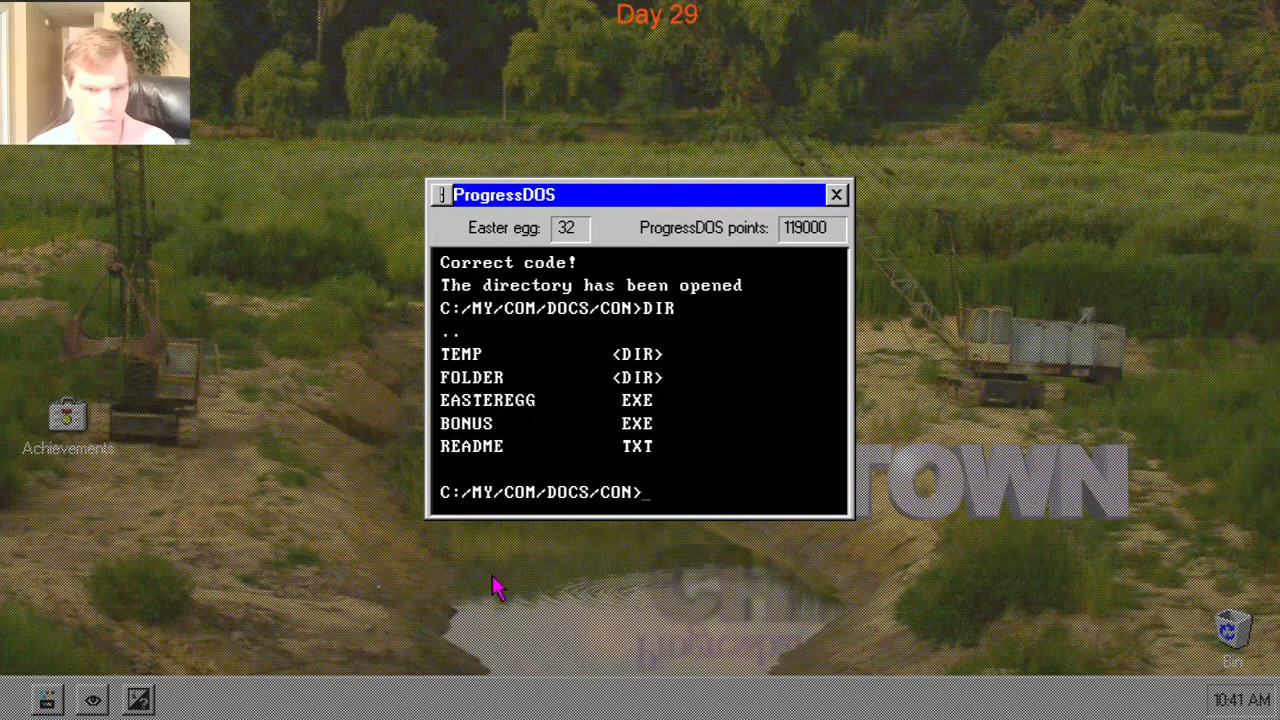 Day 29
ProgressDOS
Easter egg: 32 ProgressDOS points: 119000
Correct code!
The directory has been opened
C:/MY/COM/DOCS/CON>DIR
..
TEMP <DIR>
FOLDER <DIR>
EASTEREGG EXE
BONUS EXE
README TXT
C:/MY/COM/DOCS/CON>_
Achievements
TOWN
Bin
10:41 AM